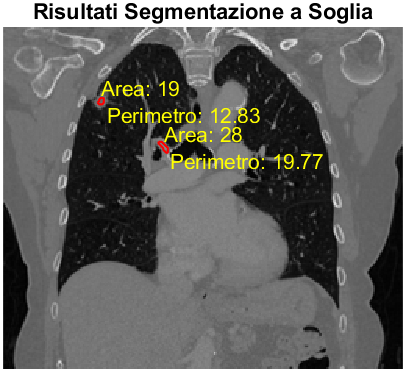 Risultati Segmentazione a Soglia
Area: 19
Perimetro: 12.83
Area: 28
Perimetro: 19.77